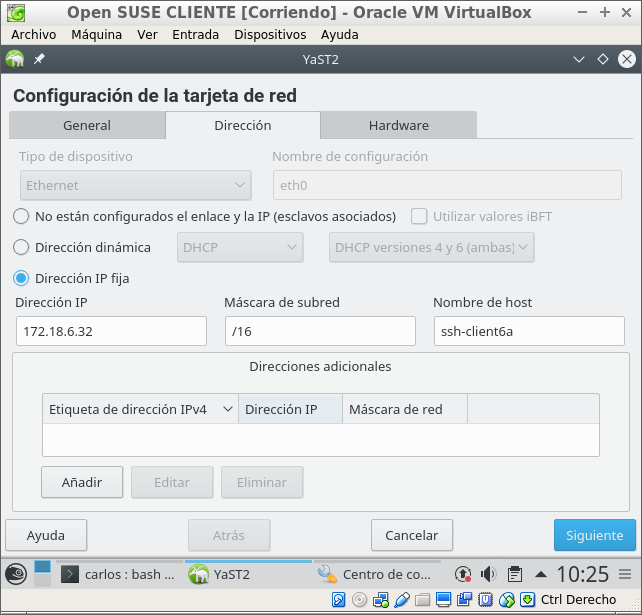 Open SUSE CLIENTE [Corriendo] - Oracle VM VirtualBox
Archivo Máquina Ver Entrada Dispositivos Ayuda
YaST2
Configuración de la tarjeta de red
General Dirección Hardware
Tipo de dispositivo Nombre de configuración
Ethernet eth0
No están configurados el enlace y la IP (esclavos asociados) Utilizar valores iBFT
Dirección dinámica DHCP DHCP versiones 4 y 6 (ambas)
Dirección IP fija
Dirección IP Máscara de subred Nombre de host
172.18.6.32 /16 ssh-client6a
Direcciones adicionales
Etiqueta de dirección IPv4 Dirección IP Máscara de red
Añadir Editar Eliminar
Ayuda Atrás Cancelar Siguiente
carlos : bash ... YaST2 Centro de co... 10:25
Ctrl Derecho